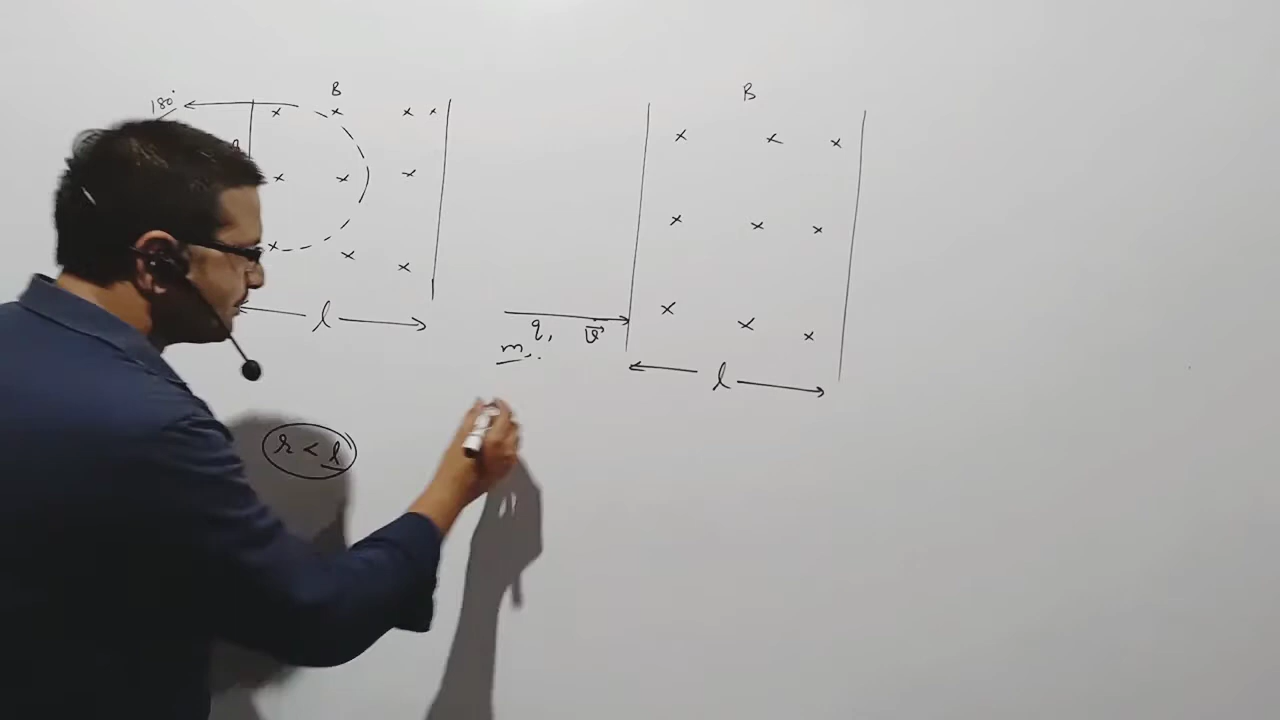 180°
B
x x x x
x x x
x x x
l
r < l
B
x x x
x x x
x x x
q, v⃗
m,
l